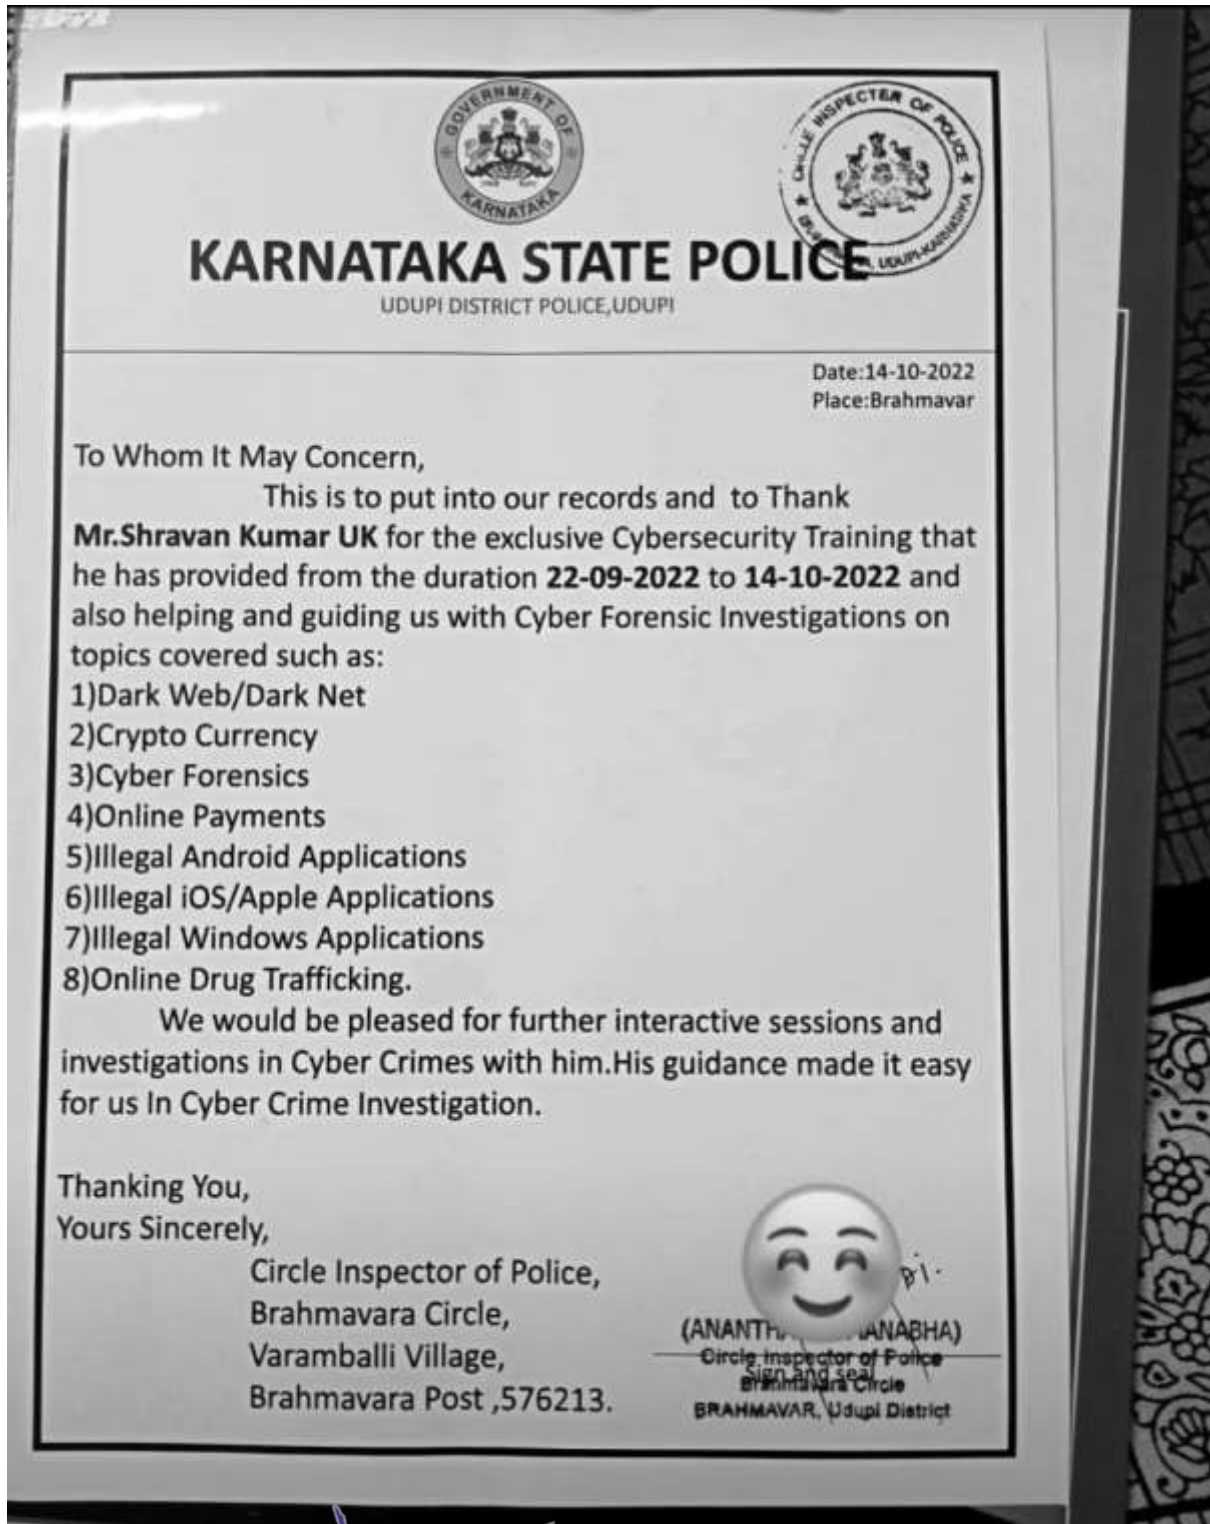 GOVERNMENT OF
KARNATAKA
INSPECTER OF POLICE
UDUPI-KARNATAKA
KARNATAKA STATE POLICE
UDUPI DISTRICT POLICE,UDUPI
Date:14-10-2022
Place:Brahmavar
To Whom It May Concern,
This is to put into our records and to Thank
Mr.Shravan Kumar UK for the exclusive Cybersecurity Training that
he has provided from the duration 22-09-2022 to 14-10-2022 and
also helping and guiding us with Cyber Forensic Investigations on
topics covered such as:
1)Dark Web/Dark Net
2)Crypto Currency
3)Cyber Forensics
4)Online Payments
5)Illegal Android Applications
6)Illegal iOS/Apple Applications
7)Illegal Windows Applications
8)Online Drug Trafficking.
We would be pleased for further interactive sessions and
investigations in Cyber Crimes with him.His guidance made it easy
for us In Cyber Crime Investigation.
Thanking You,
Yours Sincerely,
Circle Inspector of Police,
Brahmavara Circle,
Varamballi Village,
Brahmavara Post ,576213.
Circle Inspector of Police
Sign and seal
Brahmavara Circle
BRAHMAVAR, Udupi District